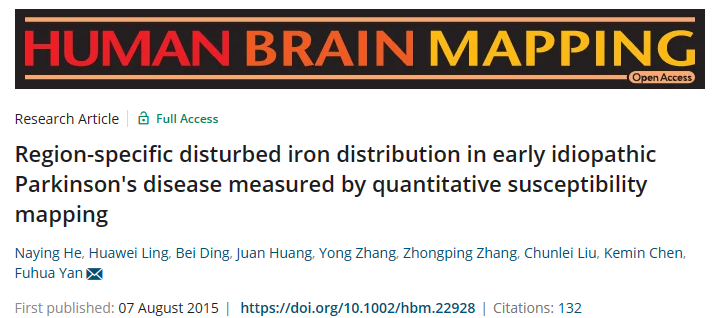 HUMAN BRAIN MAPPING
Open Access
Research Article | Full Access
Region-specific disturbed iron distribution in early idiopathic
Parkinson's disease measured by quantitative susceptibility
mapping
Naying He, Huawei Ling, Bei Ding, Juan Huang, Yong Zhang, Zhongping Zhang, Chunlei Liu, Kemin Chen,
Fuhua Yan
First published: 07 August 2015 | https://doi.org/10.1002/hbm.22928 | Citations: 132